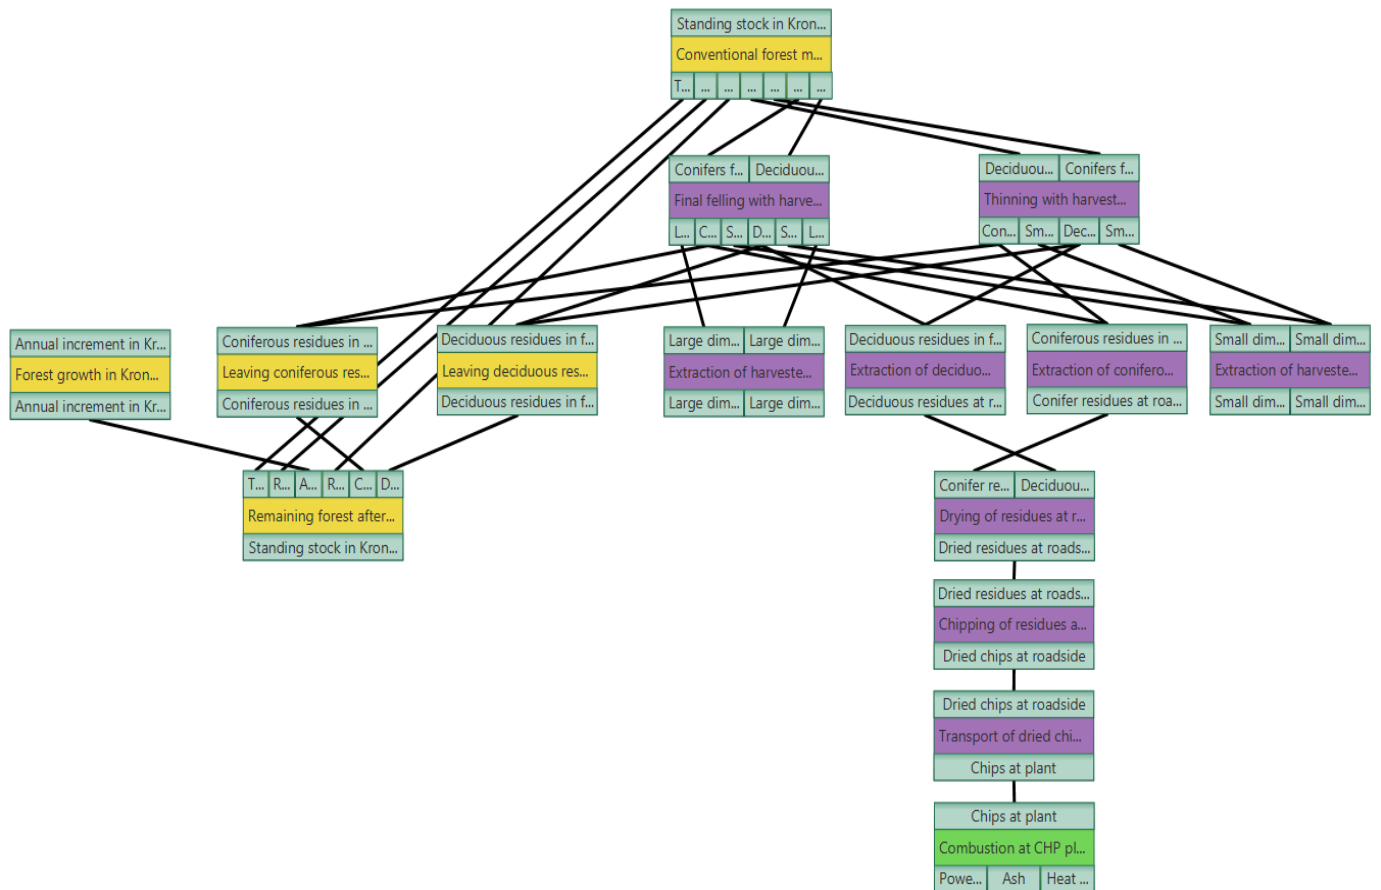 Standing stock in Kron...
Conventional forest m...
T... ... ... ... ... ... ...
Conifers f... Deciduou...
Final felling with harve...
L... C... S... D... S... L...
Deciduou... Conifers f...
Thinning with harvest...
Con... Sm... Dec... Sm...
Annual increment in Kr...
Forest growth in Kron...
Annual increment in Kr...
Coniferous residues in ...
Leaving coniferous res...
Coniferous residues in ...
Deciduous residues in f...
Leaving deciduous res...
Deciduous residues in f...
Large dim... Large dim...
Extraction of harveste...
Large dim... Large dim...
Deciduous residues in f...
Extraction of deciduo...
Deciduous residues at r...
Coniferous residues in ...
Extraction of conifero...
Conifer residues at roa...
Small dim... Small dim...
Extraction of harveste...
Small dim... Small dim...
T... R... A... R... C... D...
Remaining forest after...
Standing stock in Kron...
Conifer re... Deciduou...
Drying of residues at r...
Dried residues at roads...
Dried residues at roads...
Chipping of residues a...
Dried chips at roadside
Dried chips at roadside
Transport of dried chi...
Chips at plant
Chips at plant
Combustion at CHP pl...
Powe... Ash Heat ...